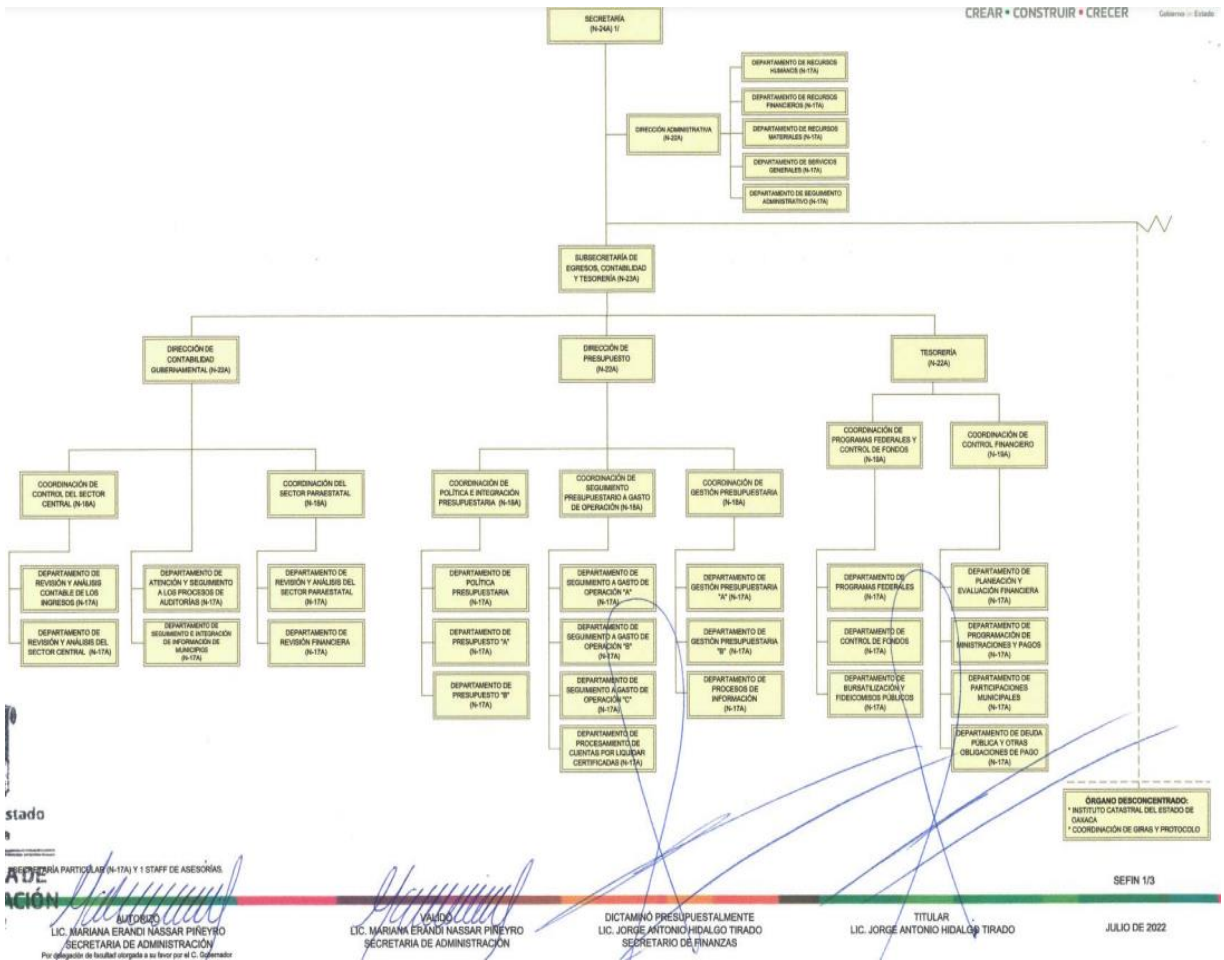 CREAR • CONSTRUIR • CRECER
Gobierno del Estado
SECRETARÍA
(N-24A) 1/
DEPARTAMENTO DE RECURSOS
HUMANOS (N-17A)
DEPARTAMENTO DE RECURSOS
FINANCIEROS (N-17A)
DIRECCIÓN ADMINISTRATIVA
(N-22A)
DEPARTAMENTO DE RECURSOS
MATERIALES (N-17A)
DEPARTAMENTO DE SERVICIOS
GENERALES (N-17A)
DEPARTAMENTO DE SEGUIMIENTO
ADMINISTRATIVO (N-17A)
SUBSECRETARÍA DE
EGRESOS, CONTABILIDAD
Y TESORERÍA (N-23A)
DIRECCIÓN DE
CONTABILIDAD
GUBERNAMENTAL (N-22A)
DIRECCIÓN DE
PRESUPUESTO
(N-22A)
TESORERÍA
(N-22A)
COORDINACIÓN DE
PROGRAMAS FEDERALES Y
CONTROL DE FONDOS
(N-19A)
COORDINACIÓN DE
CONTROL FINANCIERO
(N-19A)
COORDINACIÓN DE
CONTROL DEL SECTOR
CENTRAL (N-18A)
COORDINACIÓN DEL
SECTOR PARAESTATAL
(N-18A)
COORDINACIÓN DE
POLÍTICA E INTEGRACIÓN
PRESUPUESTARIA (N-18A)
COORDINACIÓN DE
SEGUIMIENTO
PRESUPUESTARIO A GASTO
DE OPERACIÓN (N-18A)
COORDINACIÓN DE
GESTIÓN PRESUPUESTARIA
(N-18A)
DEPARTAMENTO DE
REVISIÓN Y ANÁLISIS
CONTABLE DE LOS
INGRESOS (N-17A)
DEPARTAMENTO DE
ATENCIÓN Y SEGUIMIENTO
A LOS PROCESOS DE
AUDITORÍAS (N-17A)
DEPARTAMENTO DE
REVISIÓN Y ANÁLISIS DEL
SECTOR PARAESTATAL
(N-17A)
DEPARTAMENTO DE
POLÍTICA
PRESUPUESTARIA
(N-17A)
DEPARTAMENTO DE
SEGUIMIENTO A GASTO DE
OPERACIÓN "A"
(N-17A)
DEPARTAMENTO DE
GESTIÓN PRESUPUESTARIA
"A" (N-17A)
DEPARTAMENTO DE
PROGRAMAS FEDERALES
(N-17A)
DEPARTAMENTO DE
PLANEACIÓN Y
EVALUACIÓN FINANCIERA
(N-17A)
DEPARTAMENTO DE
REVISIÓN Y ANÁLISIS DEL
SECTOR CENTRAL (N-17A)
DEPARTAMENTO DE
SEGUIMIENTO E INTEGRACIÓN
DE INFORMACIÓN DE
MUNICIPIOS
(N-17A)
DEPARTAMENTO DE
REVISIÓN FINANCIERA
(N-17A)
DEPARTAMENTO DE
PRESUPUESTO "A"
(N-17A)
DEPARTAMENTO DE
SEGUIMIENTO A GASTO DE
OPERACIÓN "B"
(N-17A)
DEPARTAMENTO DE
GESTIÓN PRESUPUESTARIA
"B" (N-17A)
DEPARTAMENTO DE
CONTROL DE FONDOS
(N-17A)
DEPARTAMENTO DE
PROGRAMACIÓN DE
MINISTRACIONES Y PAGOS
(N-17A)
DEPARTAMENTO DE
PRESUPUESTO "B"
(N-17A)
DEPARTAMENTO DE
SEGUIMIENTO A GASTO DE
OPERACIÓN "C"
(N-17A)
DEPARTAMENTO DE
PROCESOS DE
INFORMACIÓN
(N-17A)
DEPARTAMENTO DE
BURSATILIZACIÓN Y
FIDEICOMISOS PÚBLICOS
(N-17A)
DEPARTAMENTO DE
PARTICIPACIONES
MUNICIPALES
(N-17A)
DEPARTAMENTO DE
PROCESAMIENTO DE
CUENTAS POR LIQUIDAR
CERTIFICADAS (N-17A)
DEPARTAMENTO DE DEUDA
PÚBLICA Y OTRAS
OBLIGACIONES DE PAGO
(N-17A)
ÓRGANO DESCONCENTRADO:
* INSTITUTO CATASTRAL DEL ESTADO DE
OAXACA
* COORDINACIÓN DE GIRAS Y PROTOCOLO
stado
SECRETARÍA PARTICULAR (N-17A) Y 1 STAFF DE ASESORÍAS.
A DE
ACIÓN
SEFIN 1/3
AUTORIZÓ
LIC. MARIANA ERANDI NASSAR PIÑEYRO
SECRETARIA DE ADMINISTRACIÓN
Por delegación de facultad otorgada a su favor por el C. Gobernador
VALIDÓ
LIC. MARIANA ERANDI NASSAR PIÑEYRO
SECRETARIA DE ADMINISTRACIÓN
DICTAMINÓ PRESUPUESTALMENTE
LIC. JORGE ANTONIO HIDALGO TIRADO
SECRETARIO DE FINANZAS
TITULAR
LIC. JORGE ANTONIO HIDALGO TIRADO
JULIO DE 2022